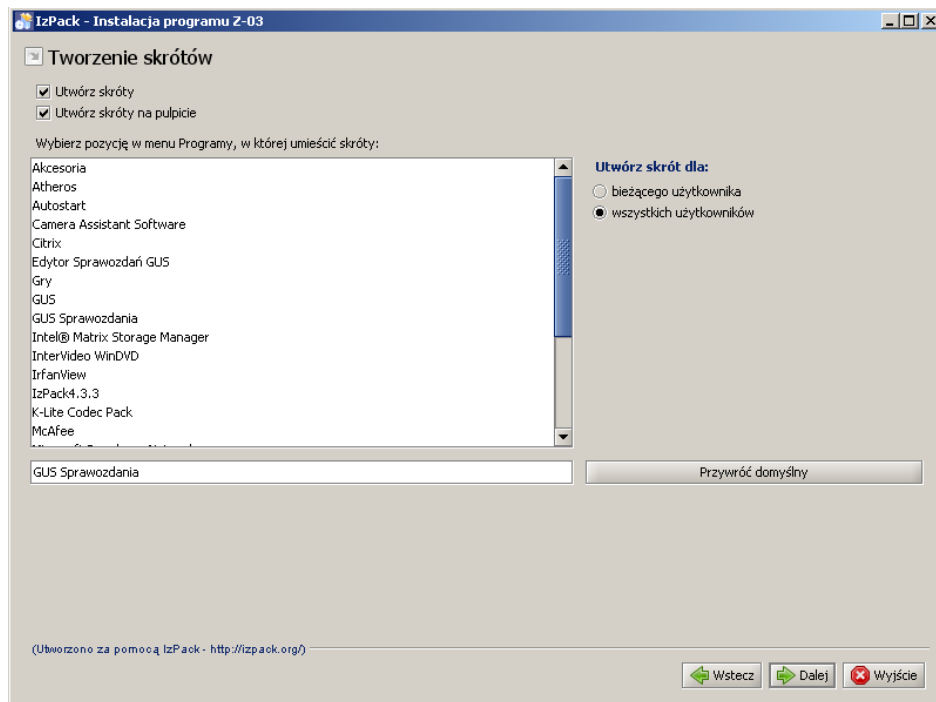 IzPack - Instalacja programu Z-03
Tworzenie skrótów
Utwórz skróty
Utwórz skróty na pulpicie
Wybierz pozycję w menu Programy, w której umieścić skróty:
Akcesoria
Atheros
Autostart
Camera Assistant Software
Citrix
Edytor Sprawozdań GUS
Gry
GUS
GUS Sprawozdania
Intel® Matrix Storage Manager
InterVideo WinDVD
IrfanView
IzPack4.3.3
K-Lite Codec Pack
McAfee
Utwórz skrót dla:
bieżącego użytkownika
wszystkich użytkowników
GUS Sprawozdania
Przywróć domyślny
(Utworzono za pomocą IzPack - http://izpack.org/)
Wstecz
Dalej
Wyjście